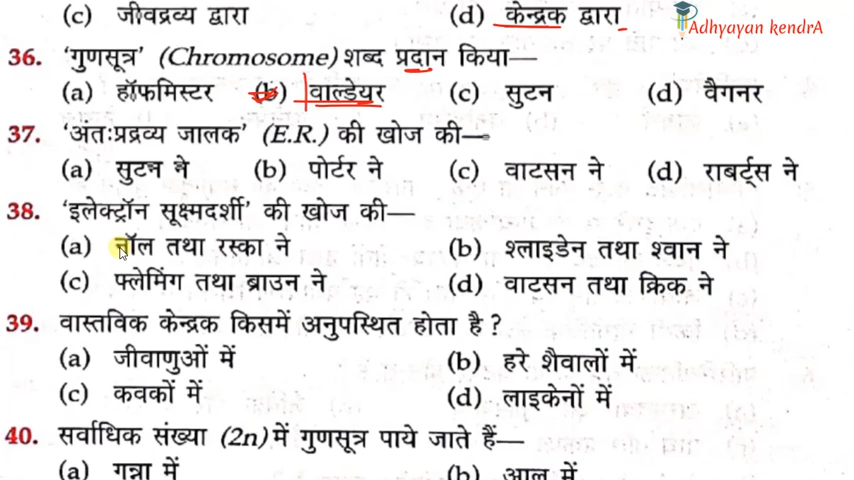 (c) जीवद्रव्य द्वारा (d) केन्द्रक द्वारा
Adhyayan kendrA
36. ‘गुणसूत्र’ (Chromosome) शब्द प्रदान किया—
(a) हॉफमिस्टर (b) वाल्डेयर (c) सुटन (d) वैगनर
37. ‘अंतःप्रद्रव्य जालक’ (E.R.) की खोज की—
(a) सुटन ने (b) पोर्टर ने (c) वाटसन ने (d) राबर्ट्स ने
38. ‘इलेक्ट्रॉन सूक्ष्मदर्शी’ की खोज की—
(a) नॉल तथा रस्का ने (b) श्लाइडेन तथा श्वान ने
(c) फ्लेमिंग तथा ब्राउन ने (d) वाटसन तथा क्रिक ने
39. वास्तविक केन्द्रक किसमें अनुपस्थित होता है ?
(a) जीवाणुओं में (b) हरे शैवालों में
(c) कवकों में (d) लाइकेनों में
40. सर्वाधिक संख्या (2n) में गुणसूत्र पाये जाते हैं—
(a) गन्ना में (b) आलू में